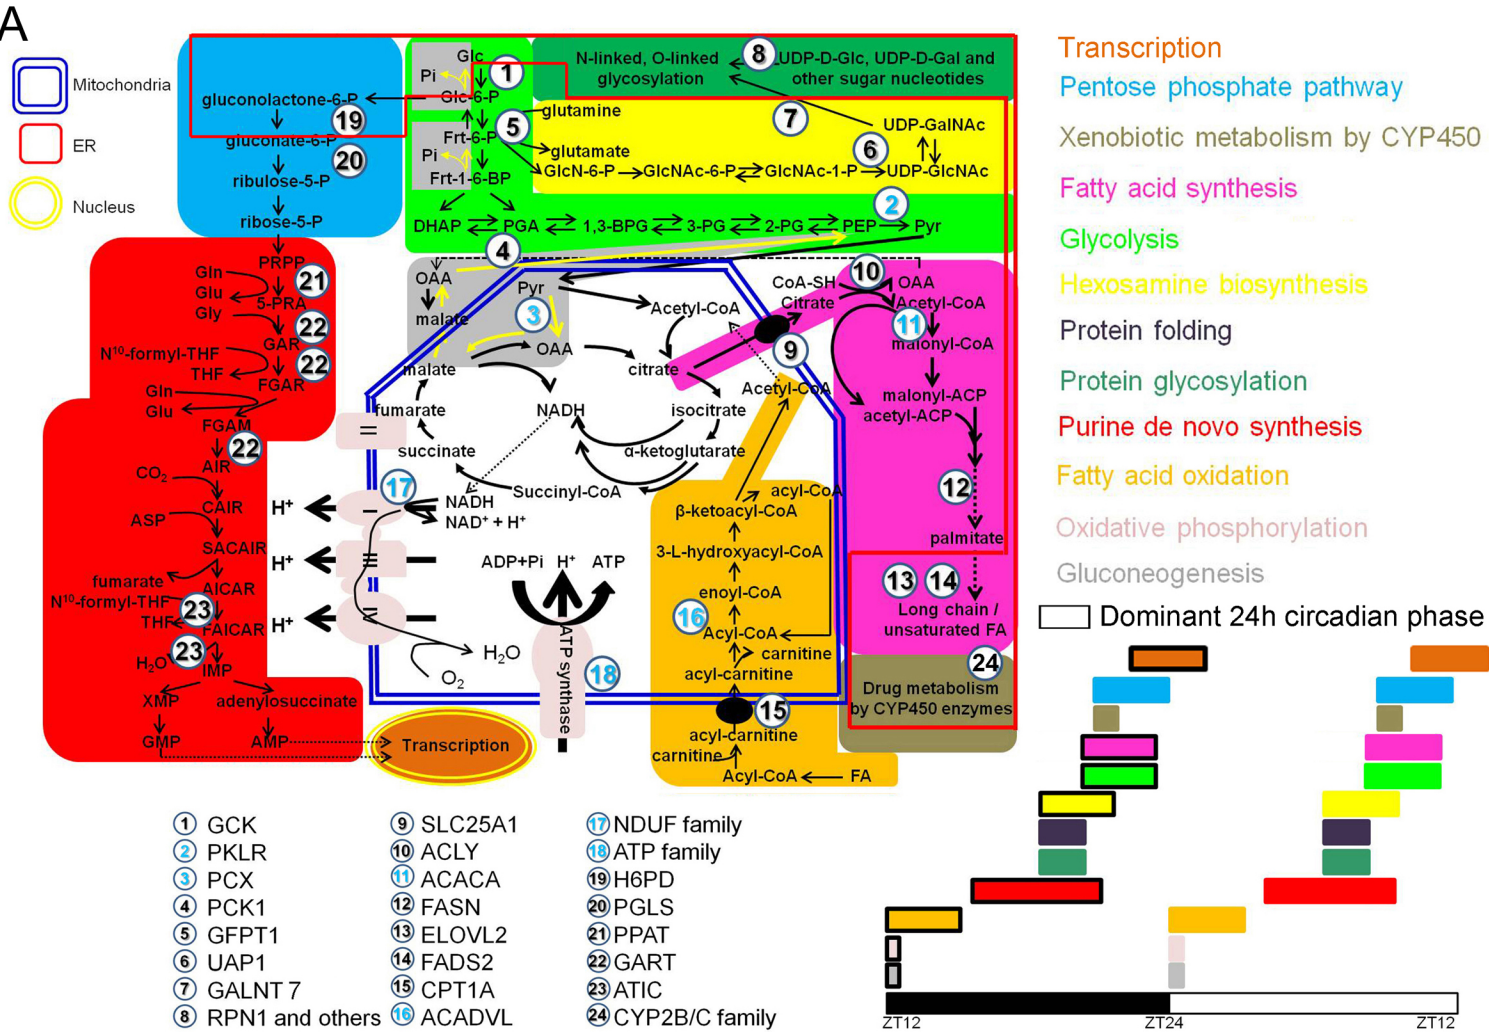 A
Mitochondria
ER
Nucleus
gluconolactone-6-P
19
gluconate-6-P
20
ribulose-5-P
ribose-5-P
Glc
Pi
1
Glc-6-P
glutamine
5
Frt-6-P
Pi
glutamate
Frt-1-6-BP
N-linked, O-linked
glycosylation
8
UDP-D-Glc, UDP-D-Gal and
other sugar nucleotides
7
UDP-GalNAc
6
GlcN-6-P
GlcNAc-6-P
GlcNAc-1-P
UDP-GlcNAc
2
DHAP
PGA
1,3-BPG
3-PG
2-PG
PEP
Pyr
4
PRPP
Gln
21
Glu
5-PRA
Gly
22
GAR
N10-formyl-THF
22
THF
FGAR
Gln
Glu
FGAM
22
AIR
CO2
CAIR
ASP
SACAIR
fumarate
AICAR
N10-formyl-THF
23
THF
FAICAR
23
H2O
IMP
XMP
adenylosuccinate
GMP
AMP
Transcription
OAA
malate
Pyr
3
OAA
malate
Acetyl-CoA
citrate
9
10
CoA-SH
Citrate
OAA
Acetyl-CoA
11
malonyl-CoA
malonyl-ACP
acetyl-ACP
12
palmitate
13
14
Long chain /
unsaturated FA
24
Drug metabolism
by CYP450 enzymes
fumarate
NADH
isocitrate
succinate
α-ketoglutarate
Succinyl-CoA
II
17
NADH
NAD+ + H+
H+
I
H+
III
H+
IV
ADP+Pi
H+
ATP
H2O
O2
ATP synthase
18
Acetyl-CoA
acyl-CoA
β-ketoacyl-CoA
3-L-hydroxyacyl-CoA
enoyl-CoA
16
Acyl-CoA
carnitine
acyl-carnitine
15
acyl-carnitine
carnitine
Acyl-CoA
FA
Transcription
Pentose phosphate pathway
Xenobiotic metabolism by CYP450
Fatty acid synthesis
Glycolysis
Hexosamine biosynthesis
Protein folding
Protein glycosylation
Purine de novo synthesis
Fatty acid oxidation
Oxidative phosphorylation
Gluconeogenesis
Dominant 24h circadian phase
ZT12
ZT24
ZT12
1 GCK
2 PKLR
3 PCX
4 PCK1
5 GFPT1
6 UAP1
7 GALNT 7
8 RPN1 and others
9 SLC25A1
10 ACLY
11 ACACA
12 FASN
13 ELOVL2
14 FADS2
15 CPT1A
16 ACADVL
17 NDUF family
18 ATP family
19 H6PD
20 PGLS
21 PPAT
22 GART
23 ATIC
24 CYP2B/C family